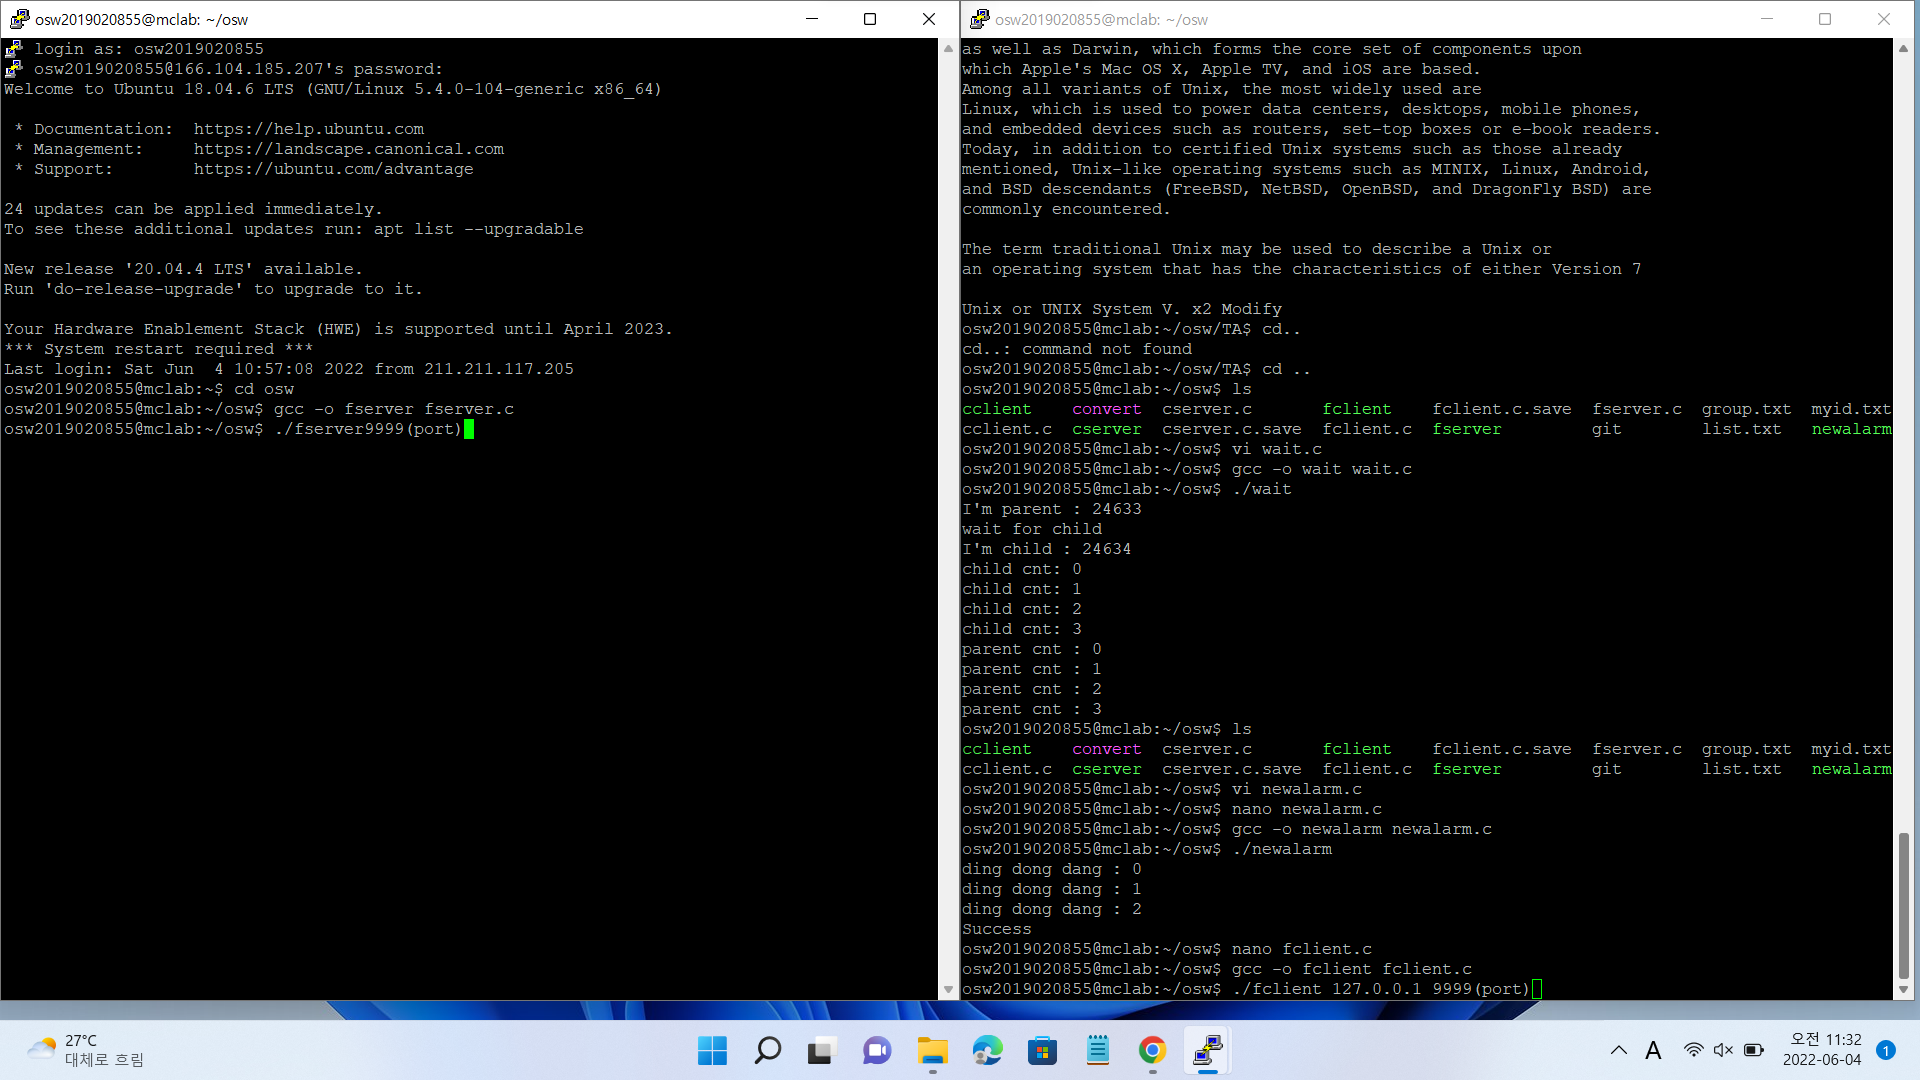 osw2019020855@mclab: ~/osw
login as: osw2019020855
osw2019020855@166.104.185.207's password:
Welcome to Ubuntu 18.04.6 LTS (GNU/Linux 5.4.0-104-generic x86_64)
* Documentation:  https://help.ubuntu.com
* Management:     https://landscape.canonical.com
* Support:        https://ubuntu.com/advantage
24 updates can be applied immediately.
To see these additional updates run: apt list --upgradable
New release '20.04.4 LTS' available.
Run 'do-release-upgrade' to upgrade to it.
Your Hardware Enablement Stack (HWE) is supported until April 2023.
*** System restart required ***
Last login: Sat Jun  4 10:57:08 2022 from 211.211.117.205
osw2019020855@mclab:~$ cd osw
osw2019020855@mclab:~/osw$ gcc -o fserver fserver.c
osw2019020855@mclab:~/osw$ ./fserver9999(port)
osw2019020855@mclab: ~/osw
as well as Darwin, which forms the core set of components upon
which Apple's Mac OS X, Apple TV, and iOS are based.
Among all variants of Unix, the most widely used are
Linux, which is used to power data centers, desktops, mobile phones,
and embedded devices such as routers, set-top boxes or e-book readers.
Today, in addition to certified Unix systems such as those already
mentioned, Unix-like operating systems such as MINIX, Linux, Android,
and BSD descendants (FreeBSD, NetBSD, OpenBSD, and DragonFly BSD) are
commonly encountered.
The term traditional Unix may be used to describe a Unix or
an operating system that has the characteristics of either Version 7
Unix or UNIX System V. x2 Modify
osw2019020855@mclab:~/osw/TA$ cd..
cd..: command not found
osw2019020855@mclab:~/osw/TA$ cd ..
osw2019020855@mclab:~/osw$ ls
cclient    convert  cserver.c       fclient    fclient.c.save  fserver.c  group.txt  myid.txt
cclient.c  cserver  cserver.c.save  fclient.c  fserver         git        list.txt   newalarm
osw2019020855@mclab:~/osw$ vi wait.c
osw2019020855@mclab:~/osw$ gcc -o wait wait.c
osw2019020855@mclab:~/osw$ ./wait
I'm parent : 24633
wait for child
I'm child : 24634
child cnt: 0
child cnt: 1
child cnt: 2
child cnt: 3
parent cnt : 0
parent cnt : 1
parent cnt : 2
parent cnt : 3
osw2019020855@mclab:~/osw$ ls
cclient    convert  cserver.c       fclient    fclient.c.save  fserver.c  group.txt  myid.txt
cclient.c  cserver  cserver.c.save  fclient.c  fserver         git        list.txt   newalarm
osw2019020855@mclab:~/osw$ vi newalarm.c
osw2019020855@mclab:~/osw$ nano newalarm.c
osw2019020855@mclab:~/osw$ gcc -o newalarm newalarm.c
osw2019020855@mclab:~/osw$ ./newalarm
ding dong dang : 0
ding dong dang : 1
ding dong dang : 2
Success
osw2019020855@mclab:~/osw$ nano fclient.c
osw2019020855@mclab:~/osw$ gcc -o fclient fclient.c
osw2019020855@mclab:~/osw$ ./fclient 127.0.0.1 9999(port)
27°C
대체로 흐림
A
오전 11:32
2022-06-04
1